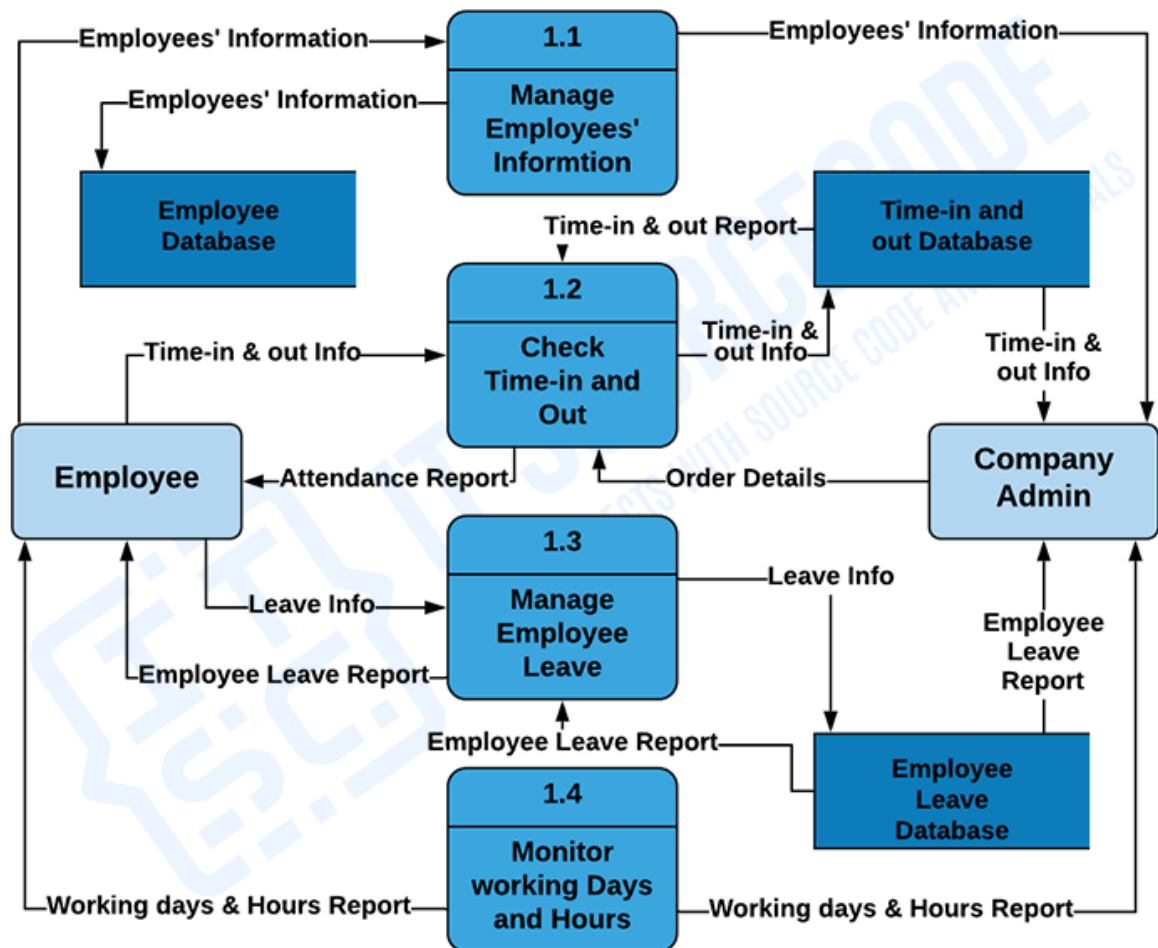 Employees' Information
1.1
Employees' Information
Employees' Information
Manage
Employees'
Informtion
Employee
Database
Time-in & out Report
Time-in and
out Database
1.2
Time-in & out Info
Check
Time-in and
Out
Time-in &
out Info
Time-in &
out Info
Employee
Attendance Report
Order Details
Company
Admin
1.3
Leave Info
Leave Info
Manage
Employee
Leave
Employee Leave Report
Employee
Leave
Report
Employee Leave Report
1.4
Employee
Leave
Database
Monitor
working Days
and Hours
Working days & Hours Report
Working days & Hours Report
IT SOURCE CODE